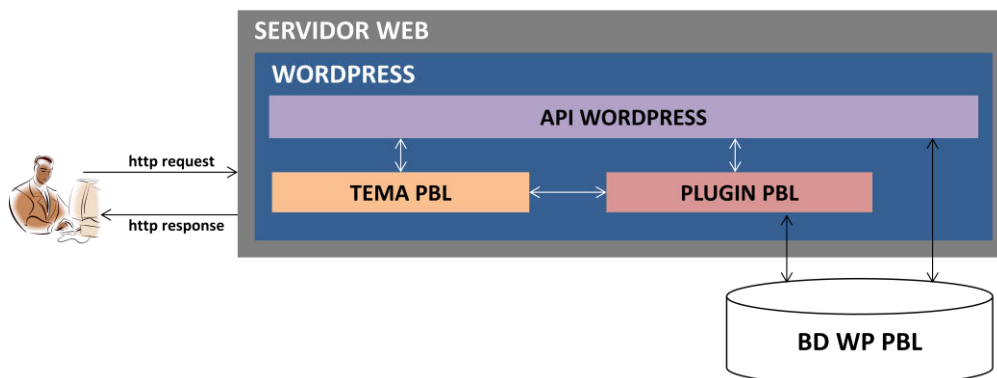 SERVIDOR WEB
WORDPRESS
API WORDPRESS
http request
TEMA PBL
PLUGIN PBL
http response
BD WP PBL